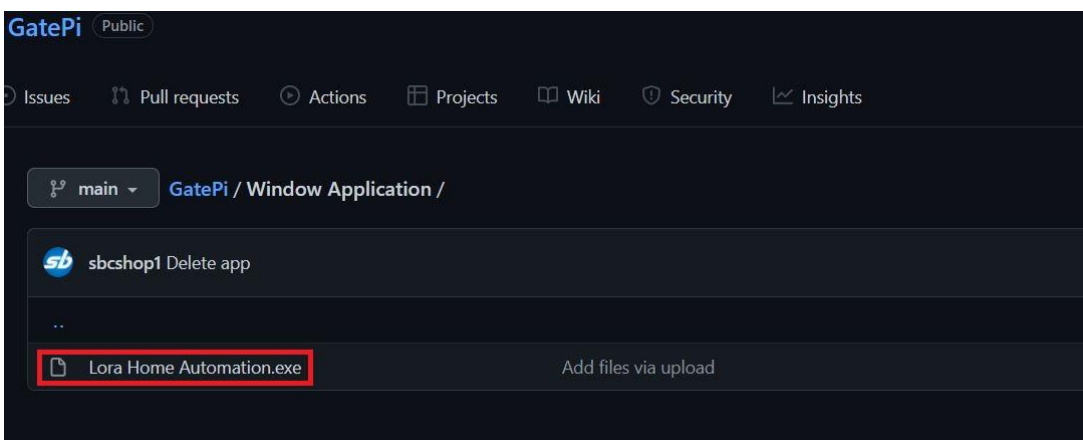 GatePi Public
Issues Pull requests Actions Projects Wiki Security Insights
main GatePi / Window Application /
sb sbcshop1 Delete app
..
Lora Home Automation.exe Add files via upload